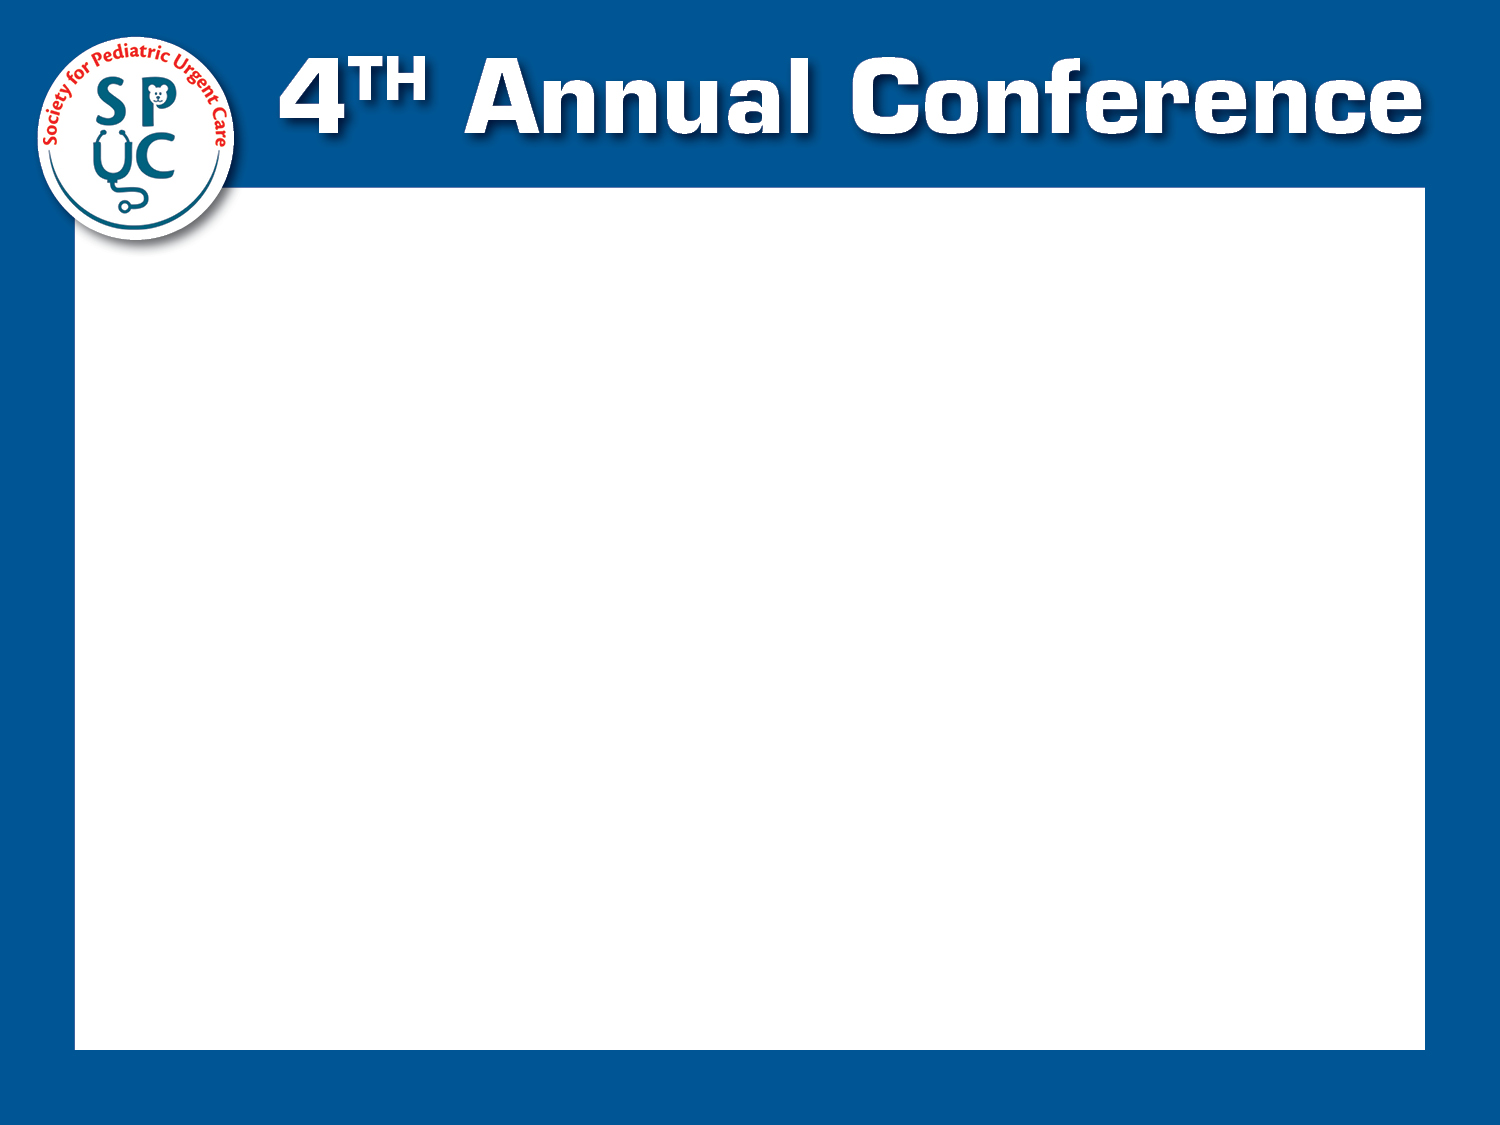 Society for Pediatric Urgent Care
SP
UC
4TH Annual Conference